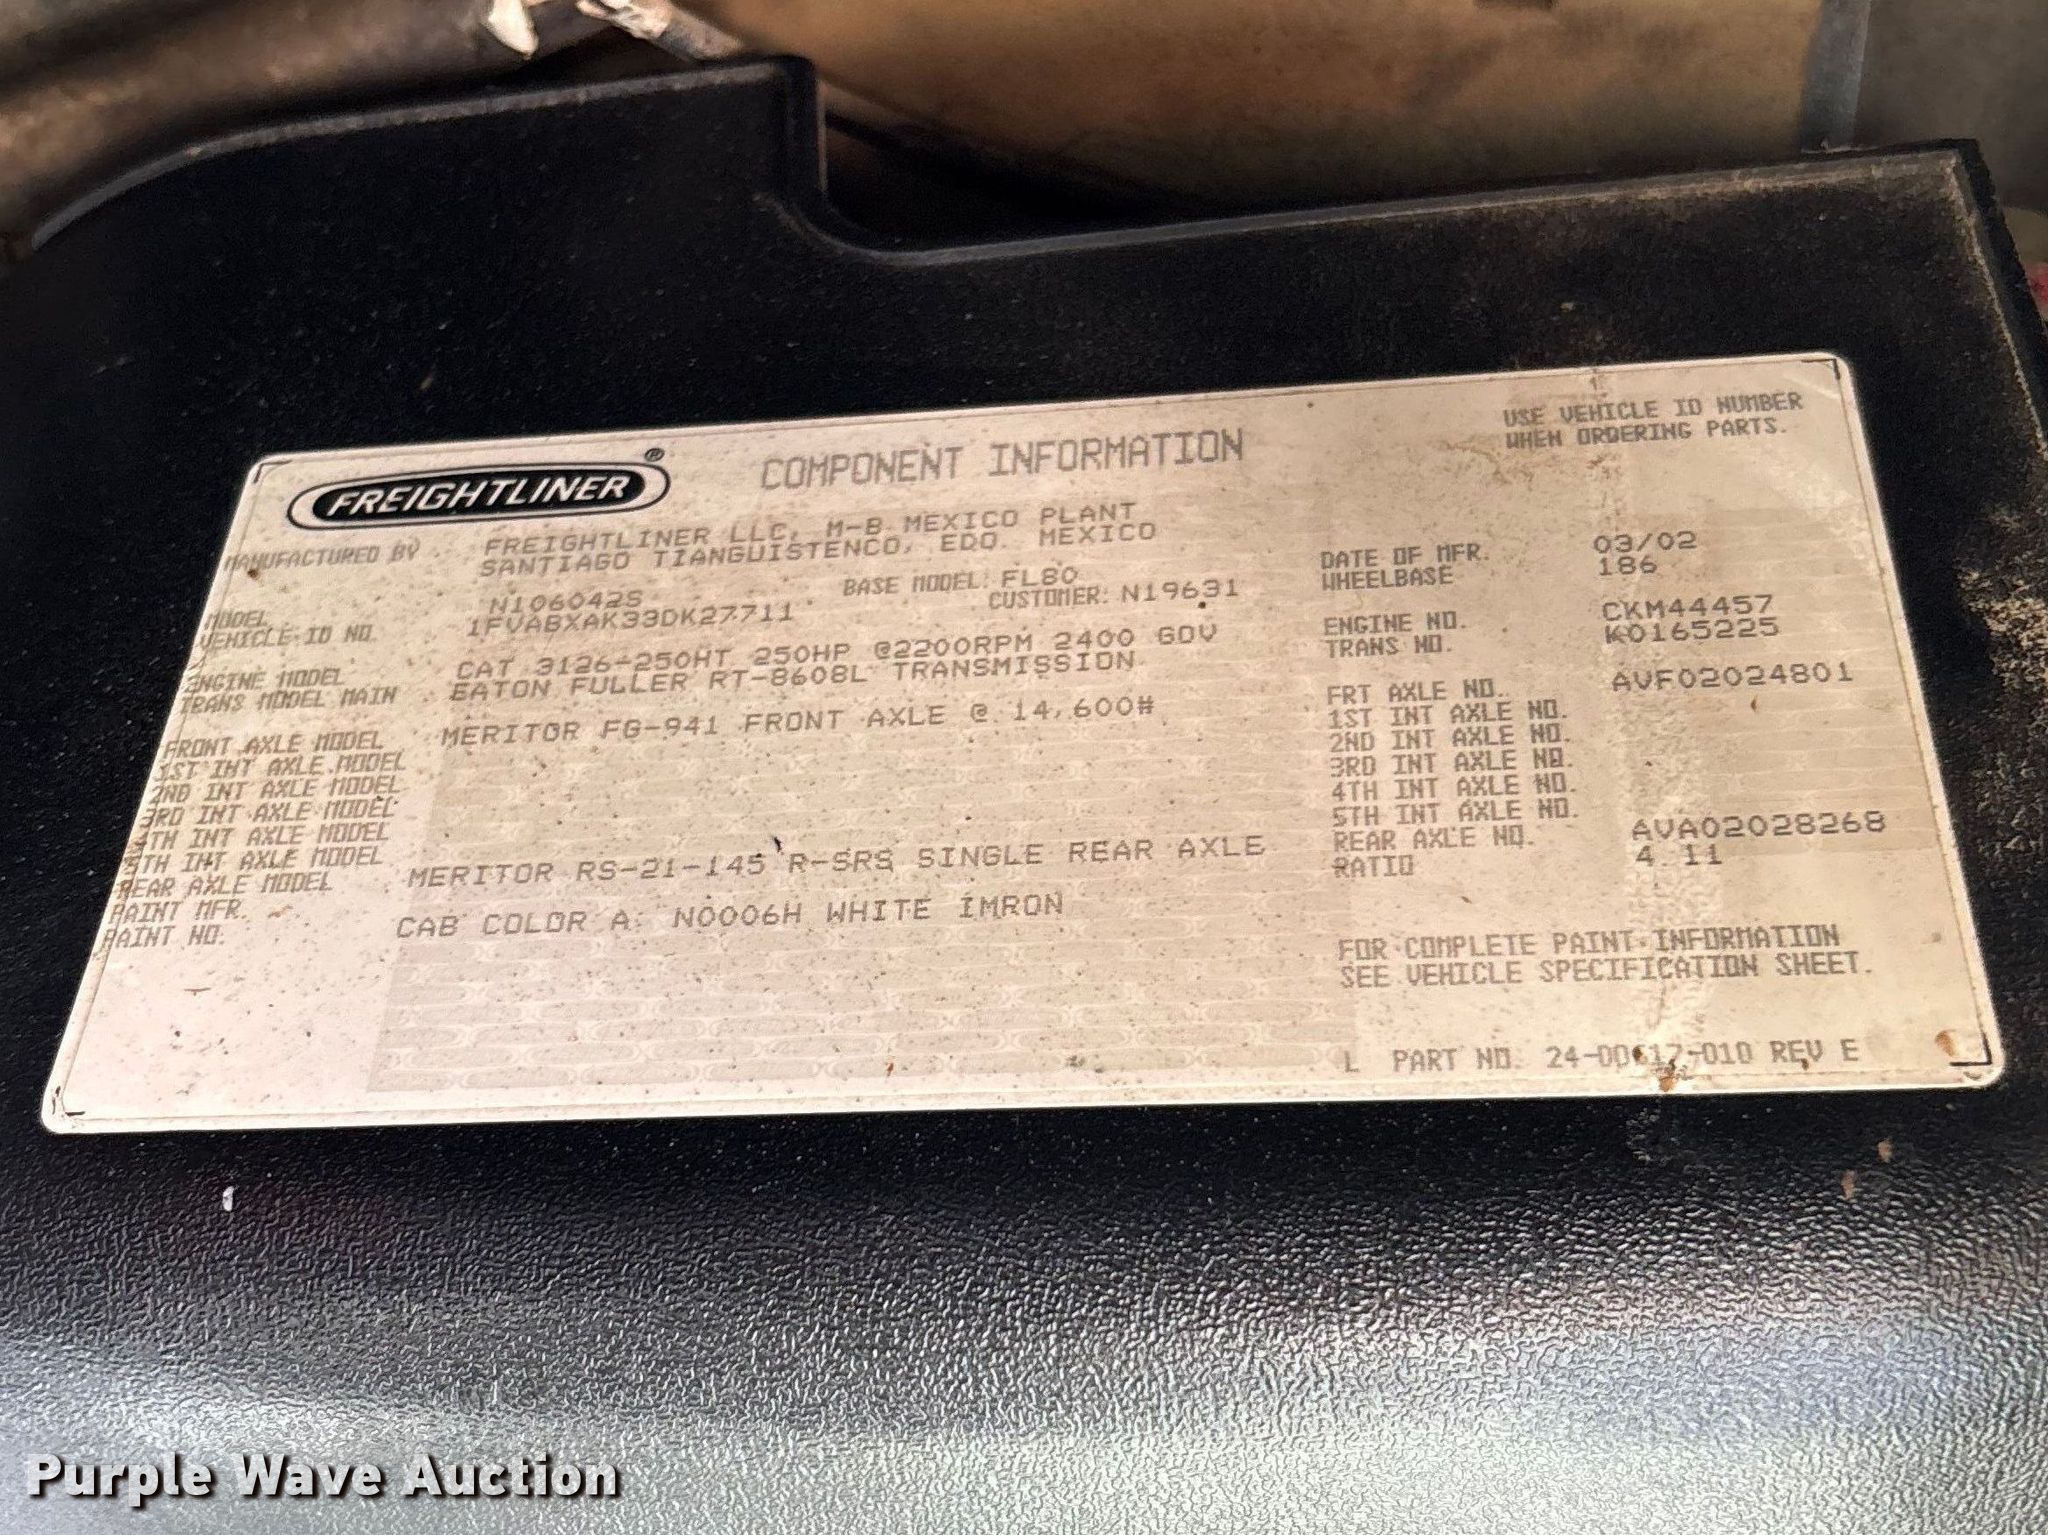 USE VEHICLE ID NUMBER
WHEN ORDERING PARTS.
FREIGHTLINER®
COMPONENT INFORMATION
MANUFACTURED BY FREIGHTLINER LLC, M-B MEXICO PLANT
SANTIAGO TIANGUISTENCO, EDO. MEXICO
DATE OF MFR. 03/02
WHEELBASE 186
MODEL N106042S BASE MODEL: FL80
VEHICLE ID NO. 1FVABXAK33DK27711 CUSTOMER: N19631
ENGINE NO. CKM44457
TRANS NO. K0165225
ENGINE MODEL CAT 3126-250HT 250HP @2200RPM 2400 GOV
TRANS MODEL MAIN EATON FULLER RT-8608L TRANSMISSION
FRONT AXLE MODEL MERITOR FG-941 FRONT AXLE @ 14,600#
FRT AXLE NO. AVF02024801
1ST INT AXLE MODEL 1ST INT AXLE NO.
2ND INT AXLE MODEL 2ND INT AXLE NO.
3RD INT AXLE MODEL 3RD INT AXLE NO.
4TH INT AXLE MODEL 4TH INT AXLE NO.
5TH INT AXLE MODEL 5TH INT AXLE NO.
REAR AXLE MODEL MERITOR RS-21-145 R-SRS SINGLE REAR AXLE
REAR AXLE NO. AVA02028268
RATIO 4.11
PAINT MFR.
PAINT NO. CAB COLOR A: N0006H WHITE IMRON
FOR COMPLETE PAINT INFORMATION
SEE VEHICLE SPECIFICATION SHEET.
L PART NO. 24-00617-010 REV E
Purple Wave Auction